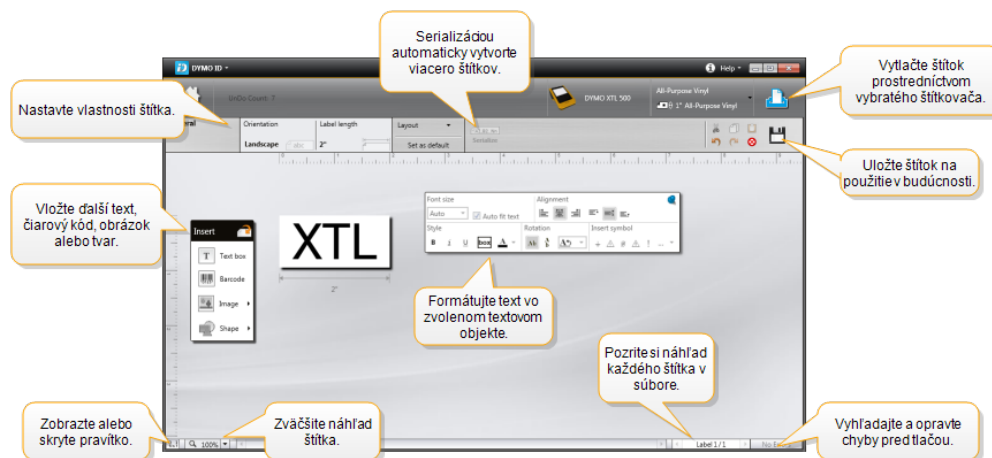 Serializáciou
automaticky vytvorte
viacero štítkov.
DYMO ID
Help
Nastavte vlastnosti štítka.
UnDo Count: 7
DYMO XTL 500
All-Purpose Vinyl
1" All-Purpose Vinyl
Vytlačte štítok
prostredníctvom
vybratého štítkovača.
Orientation
Landscape
abc
Label length
2"
Layout
Set as default
Uložte štítok na
použitie v budúcnosti.
Vložte ďalší text,
čiarový kód, obrázok
alebo tvar.
Insert
Text box
Barcode
Image
Shape
XTL
2"
Font size
Auto
Auto fit text
Alignment
Style
B i U box A
Rotation
Insert symbol
Formátujte text vo
zvolenom textovom
objekte.
Pozrite si náhľad
každého štítka v
súbore.
Zobrazte alebo
skryte pravítko.
100%
Zväčšite náhľad
štítka.
Label 1/1
Vyhľadajte a opravte
chyby pred tlačou.